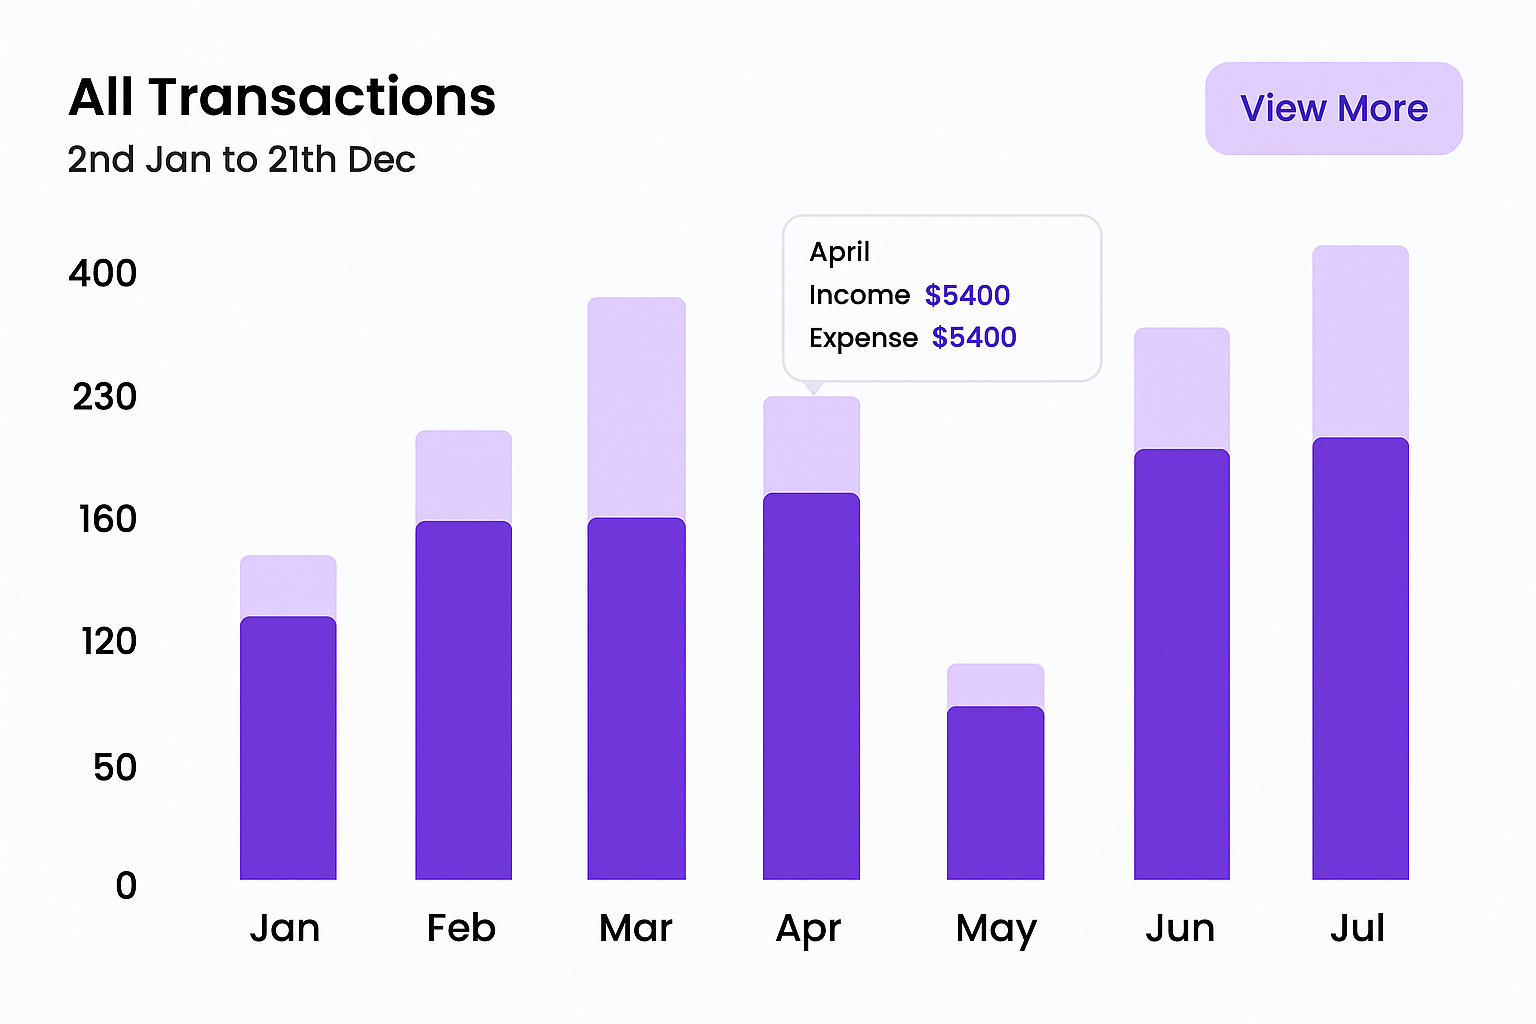 All Transactions
2nd Jan to 21th Dec
View More
April
Income $5400
Expense $5400
400
230
160
120
50
0
Jan Feb Mar Apr May Jun Jul